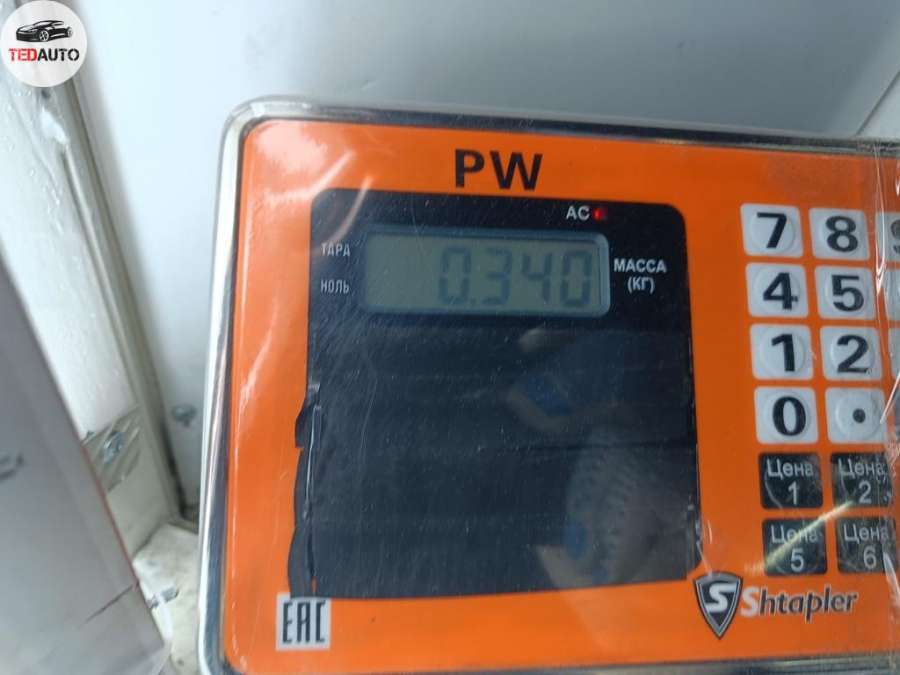 TEDAUTO
PW
AC
ТАРА
0.340
МАССА
(КГ)
НОЛЬ
7 8
4 5
1 2
0 .
Цена 1
Цена 2
Цена 5
Цена 6
EAC
S Shtapler